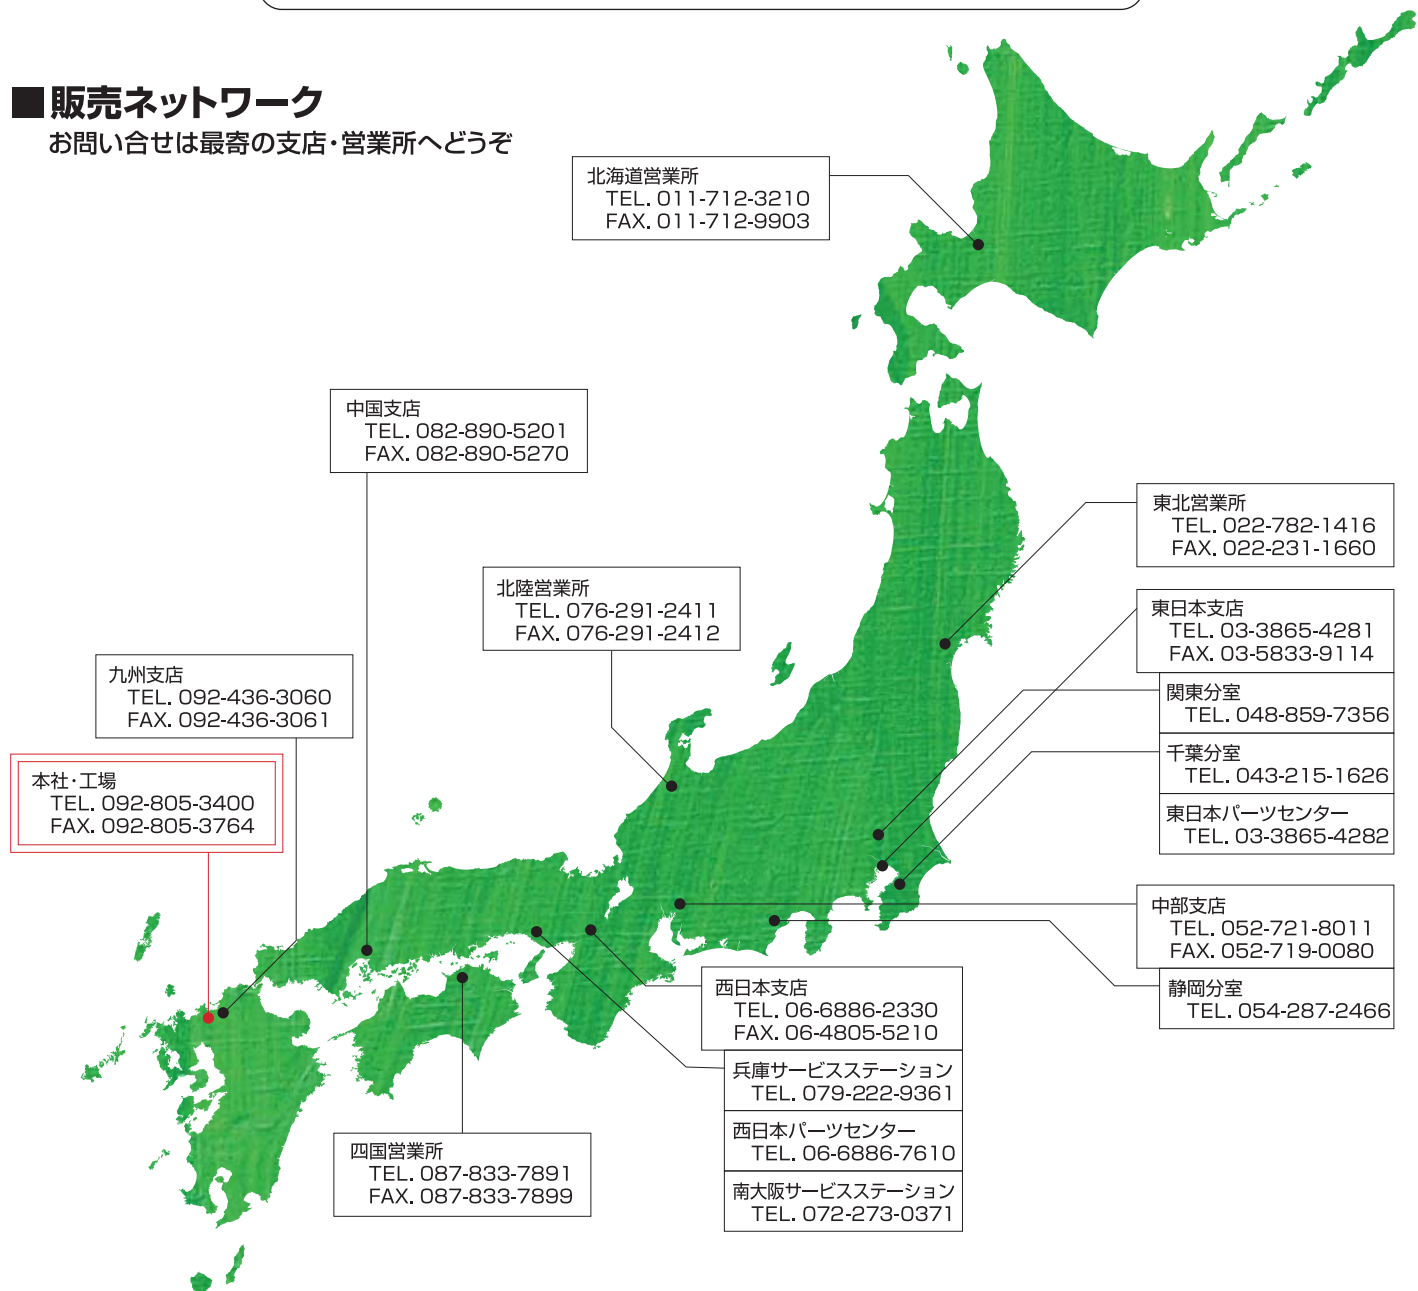 ■販売ネットワーク
お問い合せは最寄の支店・営業所へどうぞ
北海道営業所
TEL. 011-712-3210
FAX. 011-712-9903
中国支店
TEL. 082-890-5201
FAX. 082-890-5270
東北営業所
TEL. 022-782-1416
FAX. 022-231-1660
北陸営業所
TEL. 076-291-2411
FAX. 076-291-2412
東日本支店
TEL. 03-3865-4281
FAX. 03-5833-9114
関東分室
TEL. 048-859-7356
千葉分室
TEL. 043-215-1626
東日本パーツセンター
TEL. 03-3865-4282
九州支店
TEL. 092-436-3060
FAX. 092-436-3061
本社・工場
TEL. 092-805-3400
FAX. 092-805-3764
中部支店
TEL. 052-721-8011
FAX. 052-719-0080
静岡分室
TEL. 054-287-2466
西日本支店
TEL. 06-6886-2330
FAX. 06-4805-5210
兵庫サービスステーション
TEL. 079-222-9361
西日本パーツセンター
TEL. 06-6886-7610
南大阪サービスステーション
TEL. 072-273-0371
四国営業所
TEL. 087-833-7891
FAX. 087-833-7899